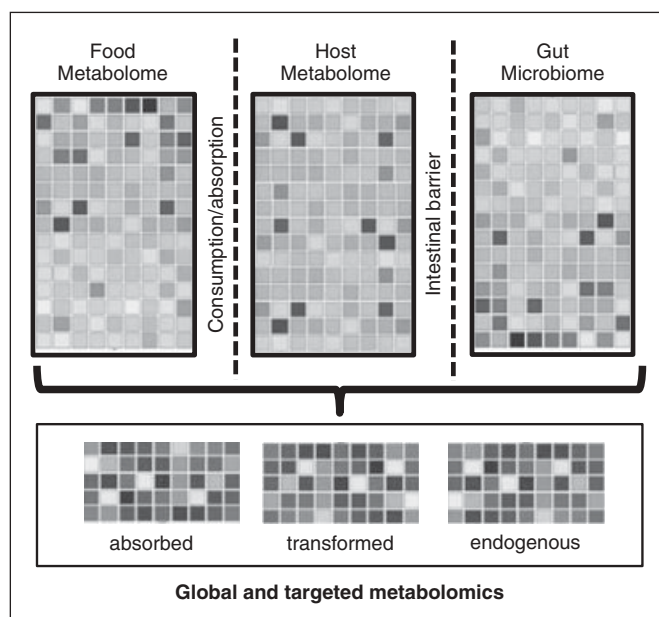 Food
Metabolome
Host
Metabolome
Gut
Microbiome
Consumption/absorption
Intestinal barrier
absorbed
transformed
endogenous
Global and targeted metabolomics